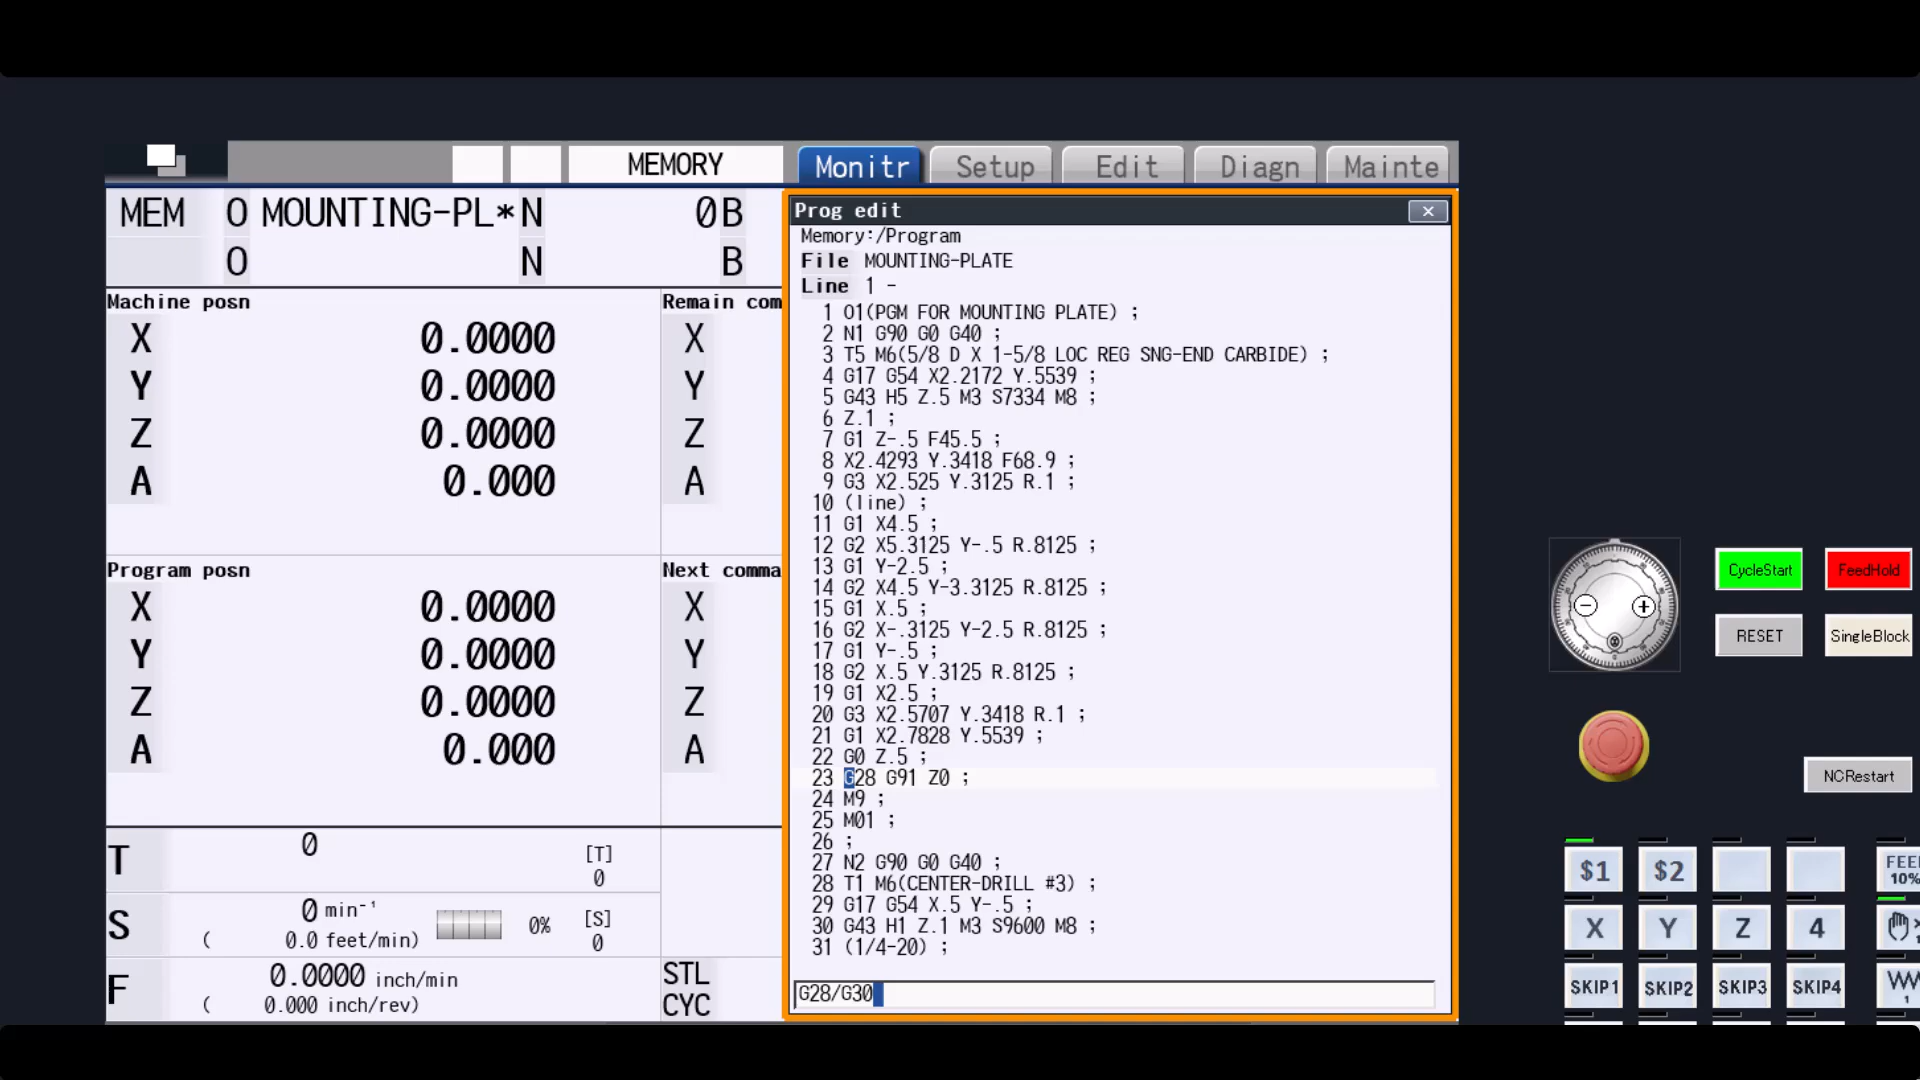 MEMORY
Monitr Setup Edit Diagn Mainte
MEM O MOUNTING-PL* N 0 B
O N B
Machine posn Remain com
X 0.0000 X
Y 0.0000 Y
Z 0.0000 Z
A 0.000 A
Program posn Next comma
X 0.0000 X
Y 0.0000 Y
Z 0.0000 Z
A 0.000 A
T 0 [T] 0
S 0 min⁻¹ 0% [S] 0
( 0.0 feet/min)
F 0.0000 inch/min
( 0.000 inch/rev)
STL
CYC
Prog edit
Memory:/Program
File MOUNTING-PLATE
Line 1 -
1 O1(PGM FOR MOUNTING PLATE) ;
2 N1 G90 G0 G40 ;
3 T5 M6(5/8 D X 1-5/8 LOC REG SNG-END CARBIDE) ;
4 G17 G54 X2.2172 Y.5539 ;
5 G43 H5 Z.5 M3 S7334 M8 ;
6 Z.1 ;
7 G1 Z-.5 F45.5 ;
8 X2.4293 Y.3418 F68.9 ;
9 G3 X2.525 Y.3125 R.1 ;
10 (line) ;
11 G1 X4.5 ;
12 G2 X5.3125 Y-.5 R.8125 ;
13 G1 Y-2.5 ;
14 G2 X4.5 Y-3.3125 R.8125 ;
15 G1 X.5 ;
16 G2 X-.3125 Y-2.5 R.8125 ;
17 G1 Y-.5 ;
18 G2 X.5 Y.3125 R.8125 ;
19 G1 X2.5 ;
20 G3 X2.5707 Y.3418 R.1 ;
21 G1 X2.7828 Y.5539 ;
22 G0 Z.5 ;
23 G28 G91 Z0 ;
24 M9 ;
25 M01 ;
26 ;
27 N2 G90 G0 G40 ;
28 T1 M6(CENTER-DRILL #3) ;
29 G17 G54 X.5 Y-.5 ;
30 G43 H1 Z.1 M3 S9600 M8 ;
31 (1/4-20) ;
G28/G30
CycleStart FeedHold
RESET SingleBlock
NCRestart
$1 $2 FEE 10%
X Y Z 4
SKIP1 SKIP2 SKIP3 SKIP4 1